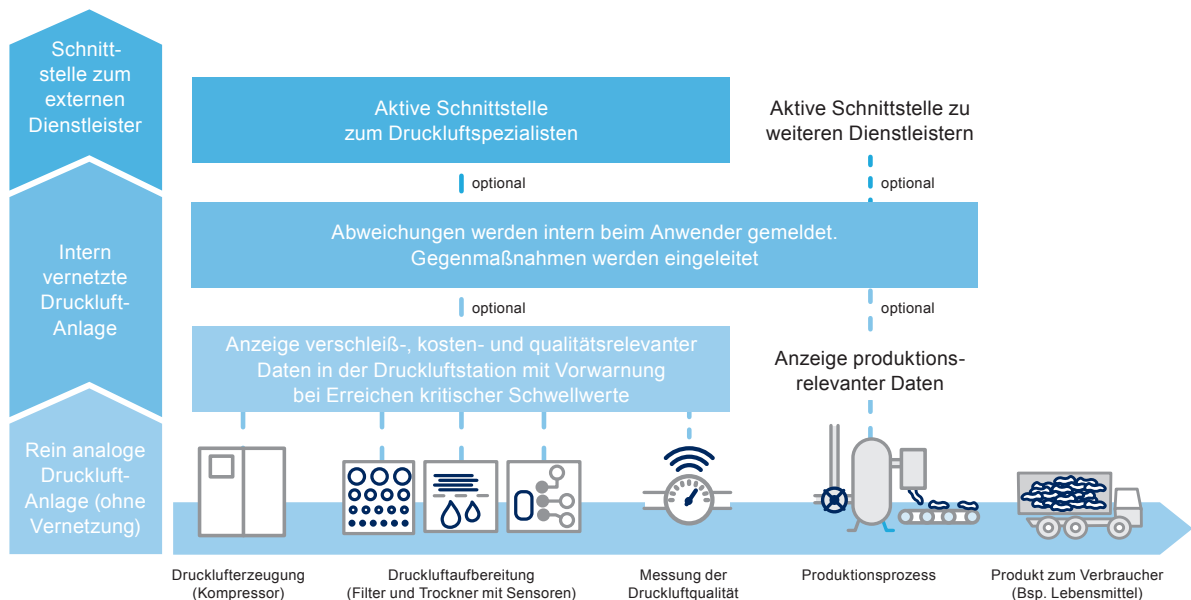 Schnitt-
stelle zum
externen
Dienstleister
Aktive Schnittstelle
zum Druckluftspezialisten
Aktive Schnittstelle zu
weiteren Dienstleistern
optional
optional
Intern
vernetzte
Druckluft-
Anlage
Abweichungen werden intern beim Anwender gemeldet.
Gegenmaßnahmen werden eingeleitet
optional
optional
Anzeige verschleiß-, kosten- und qualitätsrelevanter
Daten in der Druckluftstation mit Vorwarnung
bei Erreichen kritischer Schwellwerte
Anzeige produktions-
relevanter Daten
Rein analoge
Druckluft-
Anlage (ohne
Vernetzung)
Drucklufterzeugung
(Kompressor)
Druckluftaufbereitung
(Filter und Trockner mit Sensoren)
Messung der
Druckluftqualität
Produktionsprozess
Produkt zum Verbraucher
(Bsp. Lebensmittel)